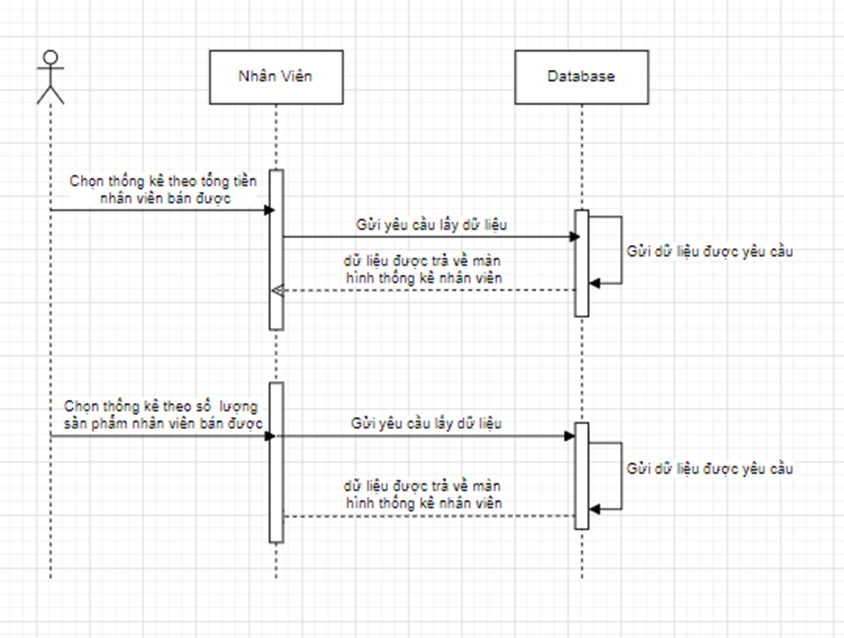 Nhân Viên
Database
Chọn thống kê theo tổng tiền
nhân viên bán được
Gửi yêu cầu lấy dữ liệu
Gửi dữ liệu được yêu cầu
dữ liệu được trả về màn
hình thống kê nhân viên
Chọn thống kê theo số lượng
sản phẩm nhân viên bán được
Gửi yêu cầu lấy dữ liệu
Gửi dữ liệu được yêu cầu
dữ liệu được trả về màn
hình thống kê nhân viên